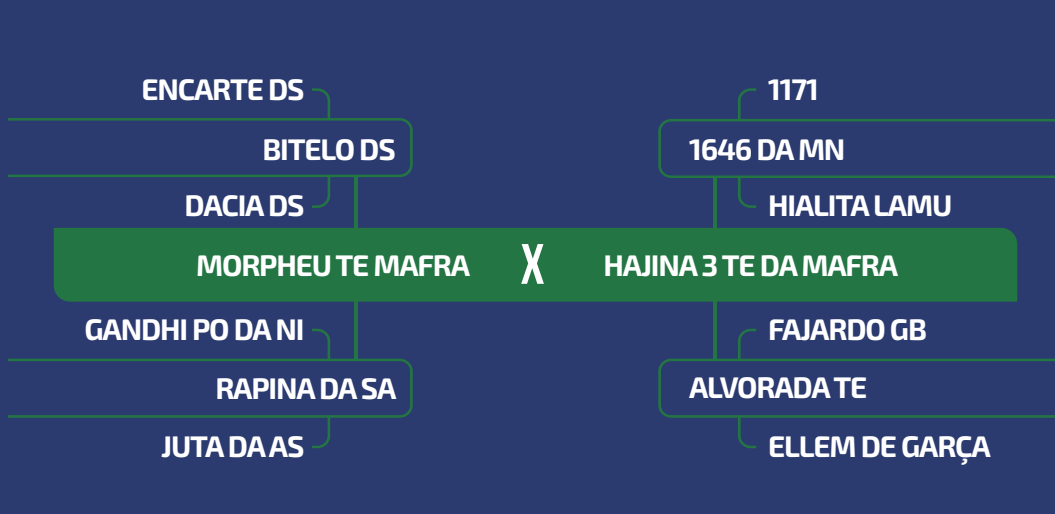 ENCARTE DS
BITELO DS
DACIA DS
1171
1646 DA MN
HIALITA LAMU
MORPHEU TE MAFRA X HAJINA 3 TE DA MAFRA
GANDHI PO DA NI
RAPINA DA SA
JUTA DA AS
FAJARDO GB
ALVORADA TE
ELLEM DE GARÇA